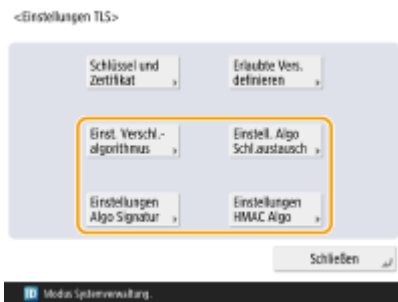 <Einstellungen TLS>
Schlüssel und
Zertifikat
Erlaubte Vers.
definieren
Einst. Verschl.-
algorithmus
Einstell. Algo
Schl.austausch
Einstellungen
Algo Signatur
Einstellungen
HMAC Algo
Schließen
ID Modus Systemverwaltung.